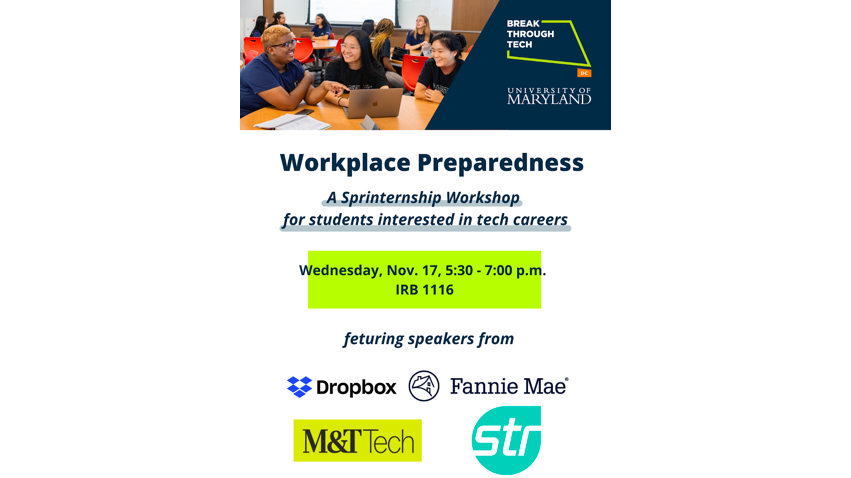 BREAK
THROUGH
TECH
DC
UNIVERSITY OF
MARYLAND
Workplace Preparedness
A Sprinternship Workshop
for students interested in tech careers
Wednesday, Nov. 17, 5:30 - 7:00 p.m.
IRB 1116
feturing speakers from
Dropbox Fannie Mae®
M&T Tech str